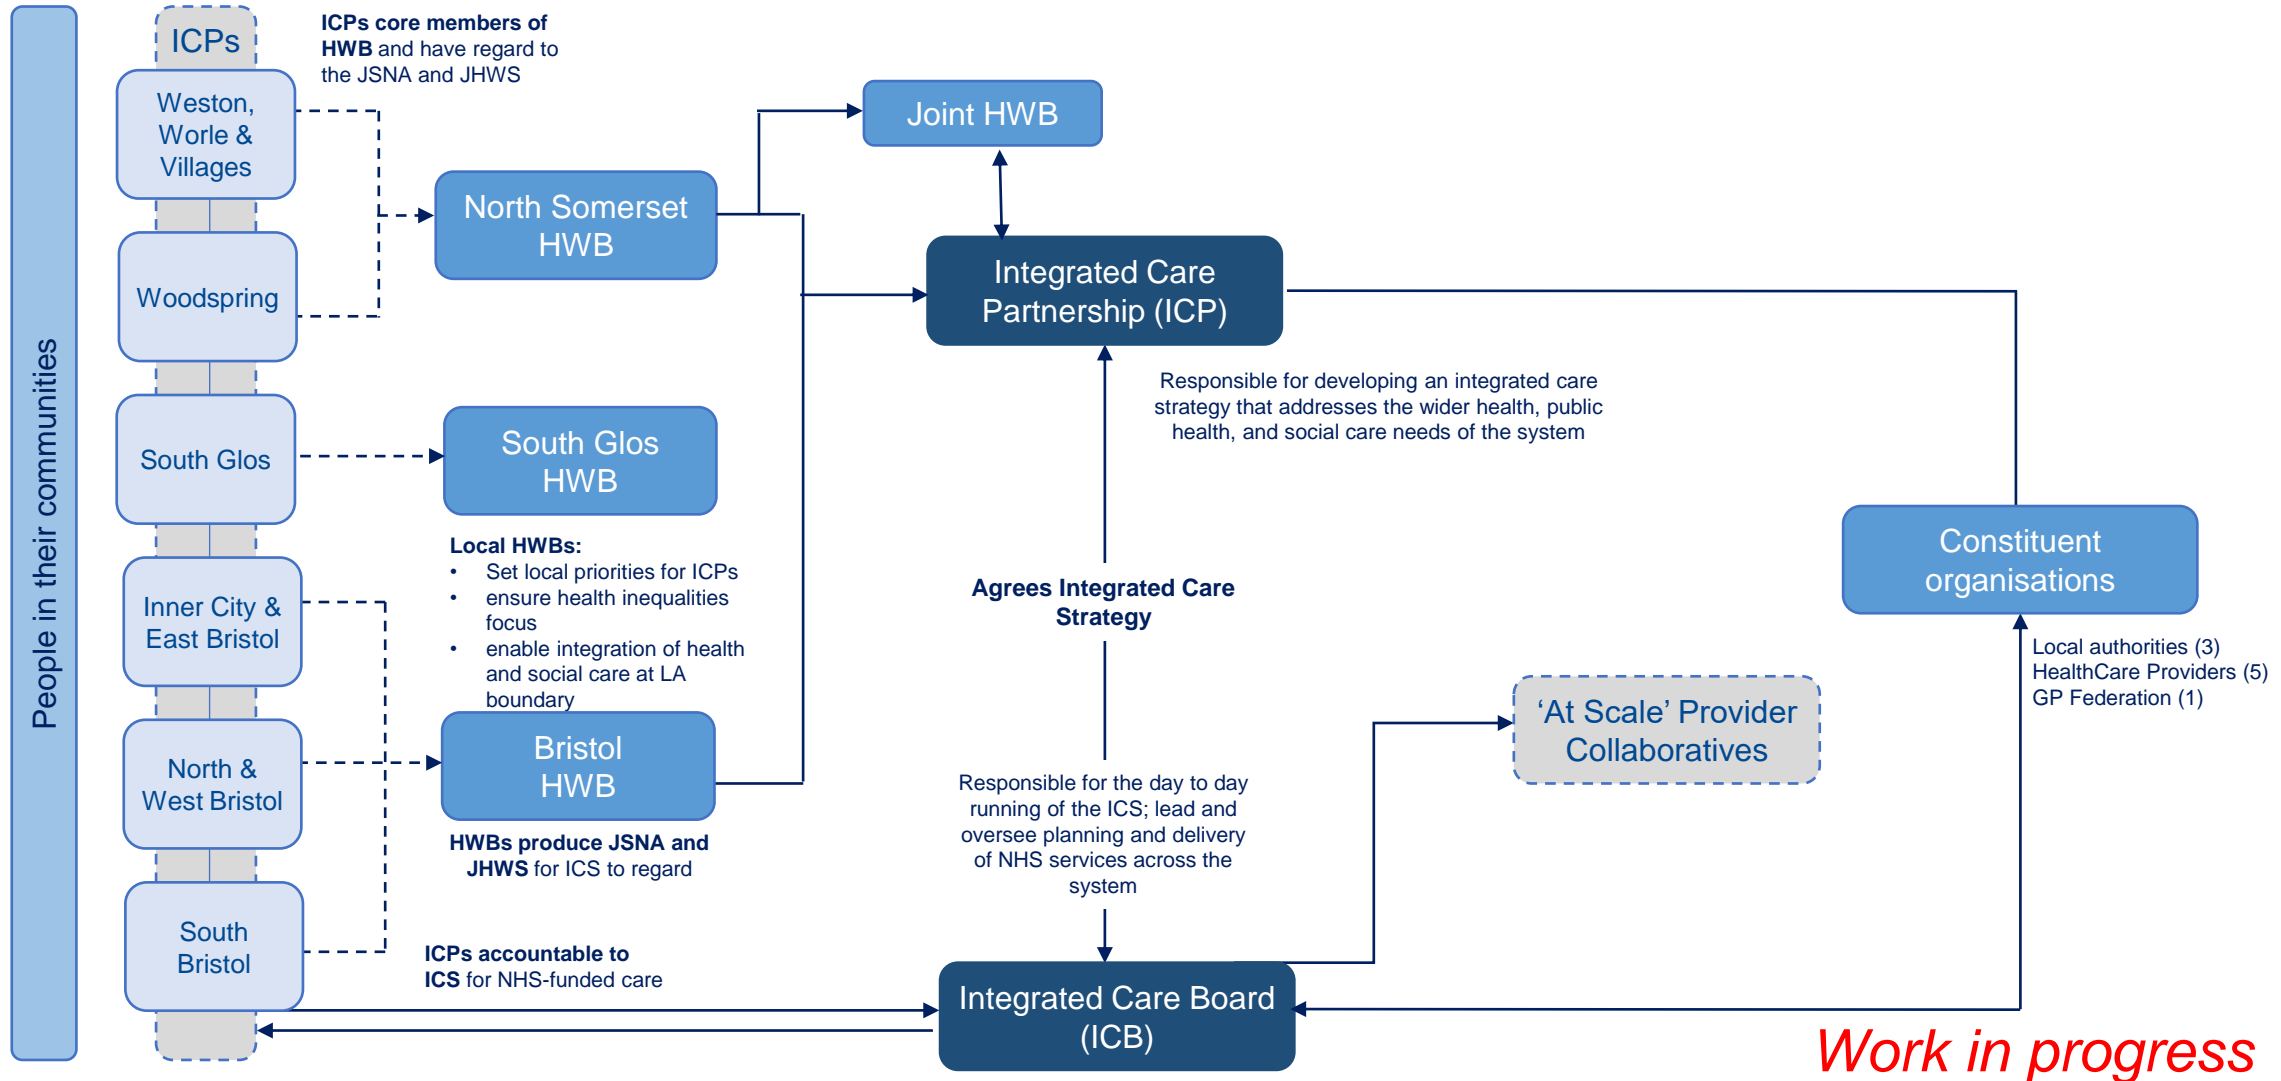 People in their communities
ICPs
Weston,
Worle &
Villages
Woodspring
South Glos
Inner City &
East Bristol
North &
West Bristol
South
Bristol
ICPs core members of
HWB and have regard to
the JSNA and JHWS
North Somerset
HWB
South Glos
HWB
Local HWBs:
• Set local priorities for ICPs
• ensure health inequalities
focus
• enable integration of health
and social care at LA
boundary
Bristol
HWB
HWBs produce JSNA and
JHWS for ICS to regard
ICPs accountable to
ICS for NHS-funded care
Joint HWB
Integrated Care
Partnership (ICP)
Responsible for developing an integrated care
strategy that addresses the wider health, public
health, and social care needs of the system
Agrees Integrated Care
Strategy
Responsible for the day to day
running of the ICS; lead and
oversee planning and delivery
of NHS services across the
system
Integrated Care Board
(ICB)
‘At Scale’ Provider
Collaboratives
Constituent
organisations
Local authorities (3)
HealthCare Providers (5)
GP Federation (1)
Work in progress